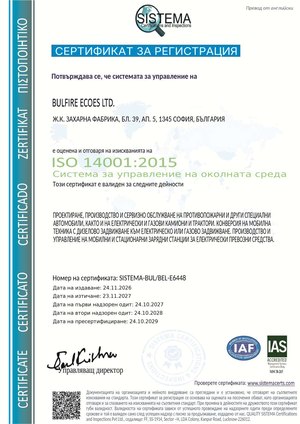 Превод от английски
SISTEMA
Certifications and Inspections
СЕРТИФИКАТ ЗА РЕГИСТРАЦИЯ
Потвърждава се, че системата за управление на
BULFIRE ECOES LTD.
Ж.К. ЗАХАРНА ФАБРИКА, БЛ. 39, АП. 5, 1345 СОФИЯ, БЪЛГАРИЯ
е оценена и отговаря на изискванията на
ISO 14001:2015
Система за управление на околната среда
Този сертификат е валиден за следните дейности
ПРОЕКТИРАНЕ, ПРОИЗВОДСТВО И СЕРВИЗНО ОБСЛУЖВАНЕ НА ПРОТИВОПОЖАРНИ И ДРУГИ СПЕЦИАЛНИ
АВТОМОБИЛИ, КАКТО И НА ЕЛЕКТРИЧЕСКИ И ГАЗОВИ КАМИОНИ И ТРАКТОРИ, КОНВЕРСИЯ НА МОБИЛНА
ТЕХНИКА С ДИЗЕЛОВО ЗАДВИЖВАНЕ КЪМ ЕЛЕКТРИЧЕСКО ИЛИ ГАЗОВО ЗАДВИЖВАНЕ, ПРОИЗВОДСТВО И
УПРАВЛЕНИЕ НА МОБИЛНИ И СТАЦИОНАРНИ ЗАРЯДНИ СТАНЦИИ ЗА ЕЛЕКТРИЧЕСКИ ПРЕВОЗНИ СРЕДСТВА.
Номер на сертификата: SISTEMA-BUL/BEL-E6448
Дата на издаване: 24.11.2026
Дата на изтичане: 23.11.2027
Дата на първи надзорен одит: 24.10.2027
Дата на втори надзорен одит: 24.10.2028
Дата на пресертифициране: 24.10.2029
Управляващ директор
IAF
IAS
ACCREDITED
Проверете сертификата: www.sistemacerts.com
CERTIFICATE
CERTIFICATO
CERTIFICADO
ZERTIFIKAT
ΠΙΣΤΟΠΟΙΗΤΙΚΟ